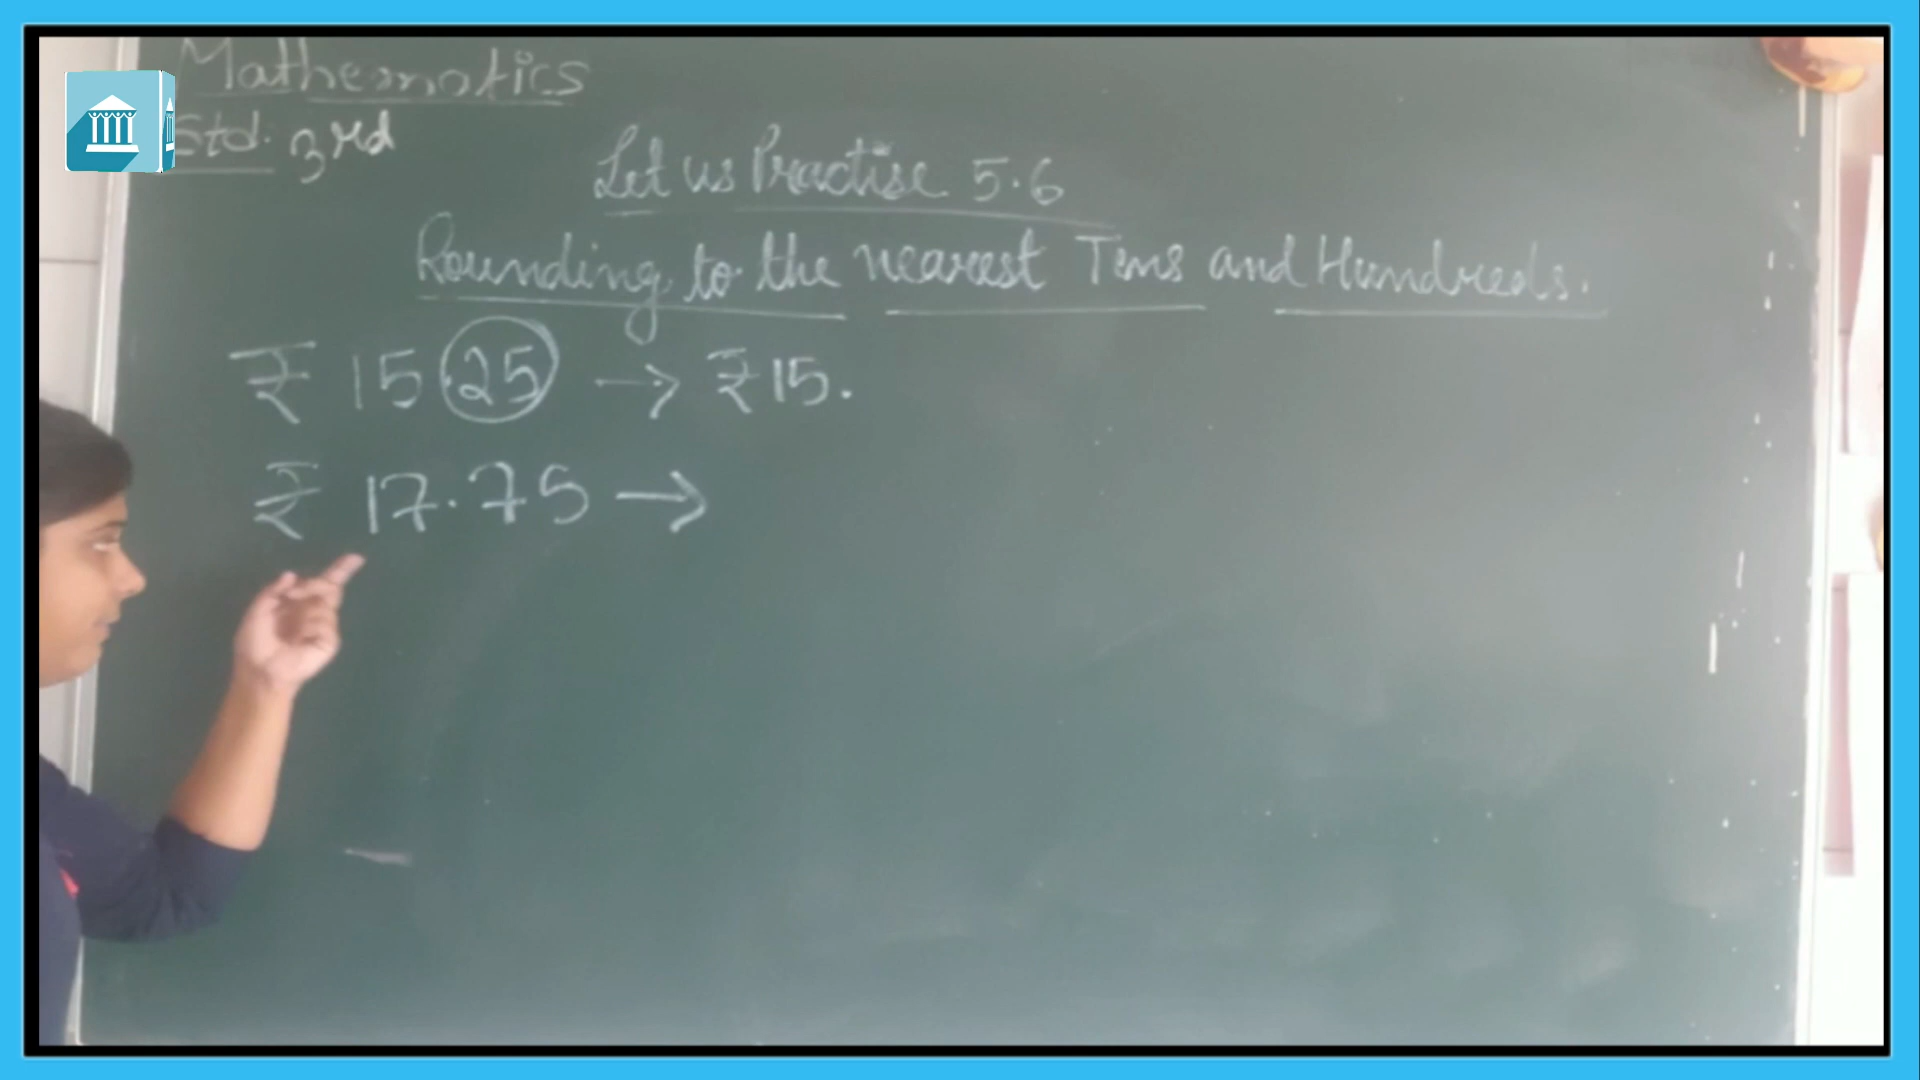 Mathematics
Std. 3rd
Let us Practise 5.6
Rounding to the nearest Tens and Hundreds.
₹ 15.25 → ₹15.
₹ 17.75 →